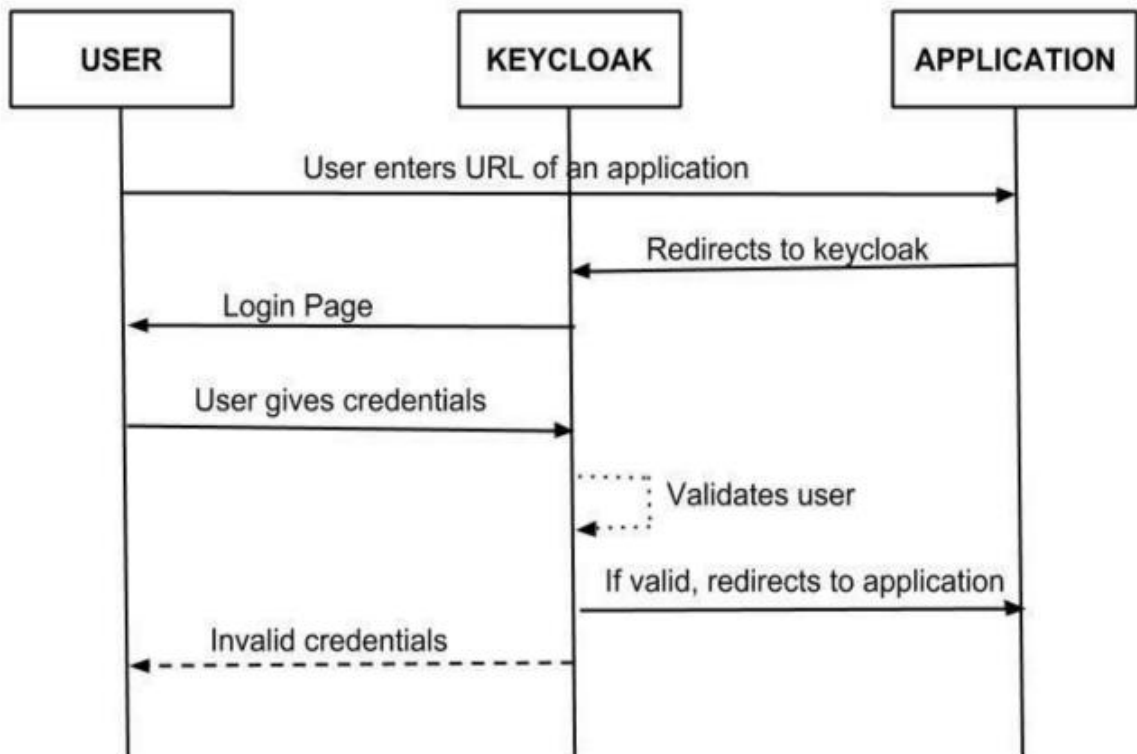 USER
KEYCLOAK
APPLICATION
User enters URL of an application
Redirects to keycloak
Login Page
User gives credentials
Validates user
If valid, redirects to application
Invalid credentials